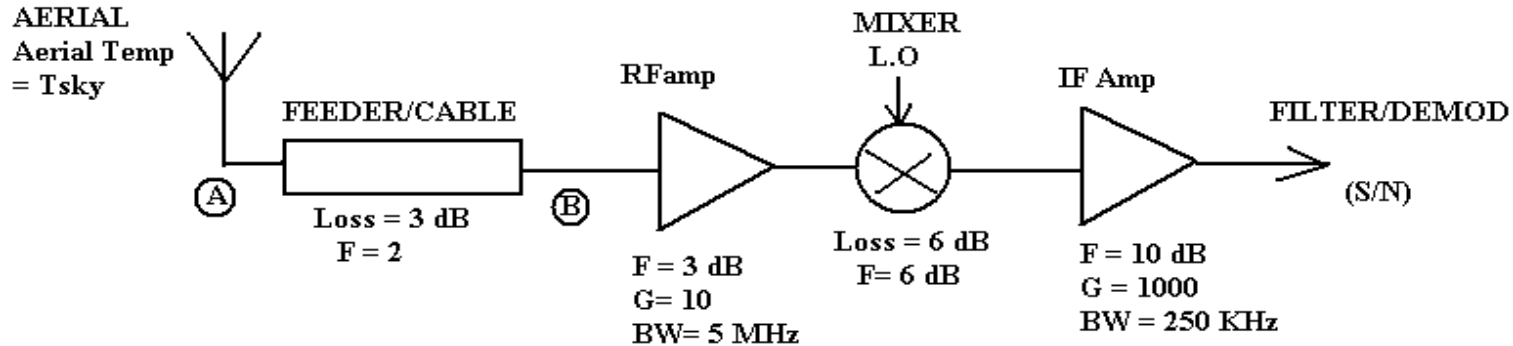 AERIAL
Aerial Temp
= Tsky
FEEDER/CABLE
A
B
Loss = 3 dB
F = 2
RFamp
F = 3 dB
G= 10
BW= 5 MHz
MIXER
L.O
Loss = 6 dB
F= 6 dB
IF Amp
F = 10 dB
G = 1000
BW = 250 KHz
FILTER/DEMOD
(S/N)